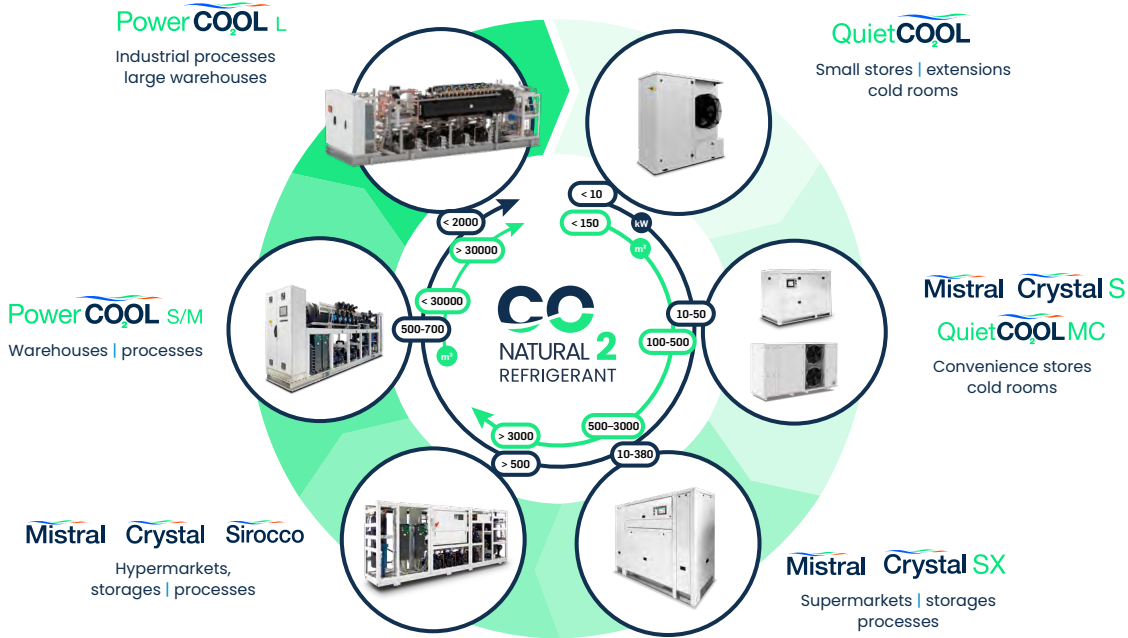 PowerCO₂OL L
Industrial processes
large warehouses
QuietCO₂OL
Small stores | extensions
cold rooms
< 10
kW
< 150
m²
< 2000
> 30000
< 30000
500-700
m³
10-50
100-500
CO
NATURAL 2
REFRIGERANT
PowerCO₂OL S/M
Warehouses | processes
Mistral Crystal S
QuietCO₂OL MC
Convenience stores
cold rooms
500–3000
10-380
> 3000
> 500
Mistral Crystal Sirocco
Hypermarkets,
storages | processes
Mistral Crystal SX
Supermarkets | storages
processes